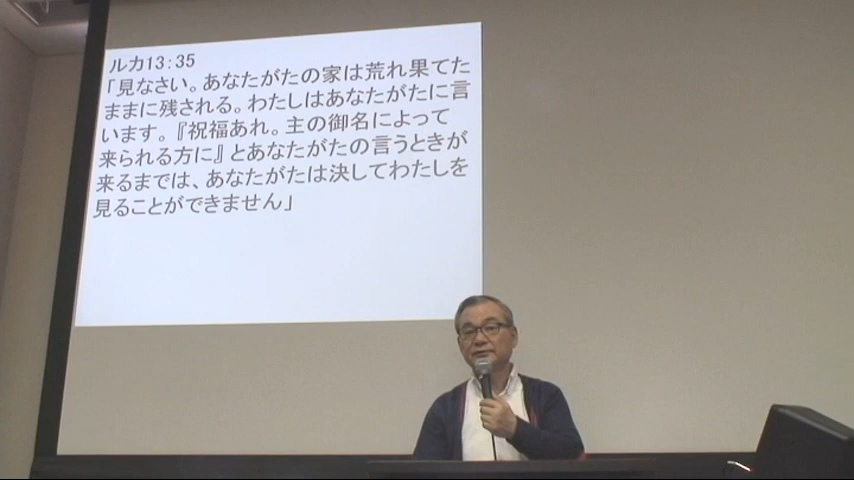 ルカ13：35
「見なさい。あなたがたの家は荒れ果てた
ままに残される。わたしはあなたがたに言
います。『祝福あれ。主の御名によって
来られる方に』とあなたがたの言うときが
来るまでは、あなたがたは決してわたしを
見ることができません」